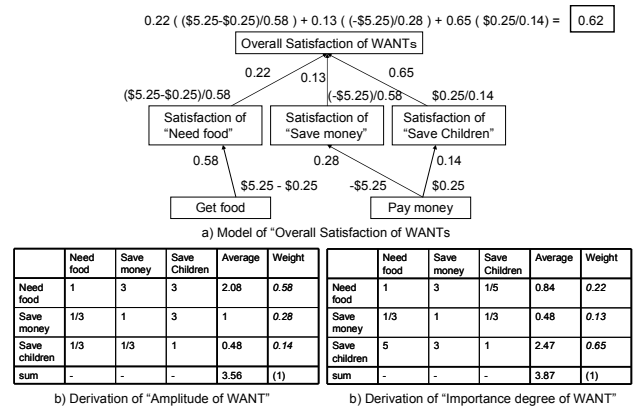 0.22 ( ($5.25-$0.25)/0.58 ) + 0.13 ( (-$5.25)/0.28 ) + 0.65 ( $0.25/0.14) = 0.62
Overall Satisfaction of WANTs
0.22 0.13 0.65
($5.25-$0.25)/0.58 (-$5.25)/0.58 $0.25/0.14
Satisfaction of "Need food"
Satisfaction of "Save money"
Satisfaction of "Save Children"
0.58 0.28 0.14
$5.25 - $0.25 -$5.25 $0.25
Get food Pay money
a) Model of "Overall Satisfaction of WANTs
Need food Save money Save Children Average Weight
Need food 1 3 3 2.08 0.58
Save money 1/3 1 3 1 0.28
Save children 1/3 1/3 1 0.48 0.14
sum - - - 3.56 (1)
b) Derivation of "Amplitude of WANT"
Need food Save money Save Children Average Weight
Need food 1 3 1/5 0.84 0.22
Save money 1/3 1 1/3 0.48 0.13
Save children 5 3 1 2.47 0.65
sum - - - 3.87 (1)
b) Derivation of "Importance degree of WANT"